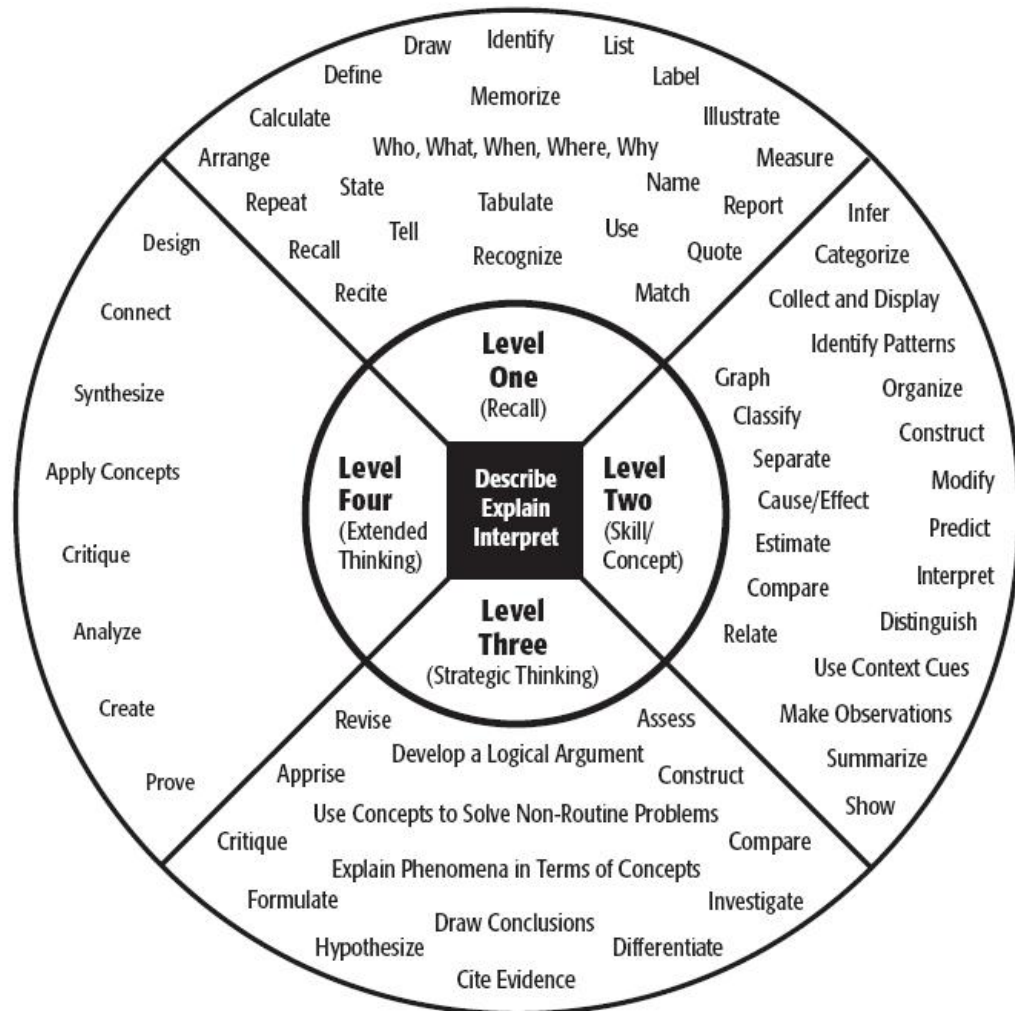 Draw
Identify
List
Define
Label
Memorize
Calculate
Illustrate
Who, What, When, Where, Why
Arrange
Measure
State
Name
Repeat
Tabulate
Report
Tell
Use
Recall
Recognize
Quote
Recite
Match
Infer
Categorize
Collect and Display
Identify Patterns
Graph
Organize
Classify
Construct
Separate
Modify
Cause/Effect
Predict
Estimate
Interpret
Compare
Distinguish
Relate
Use Context Cues
Make Observations
Summarize
Show
Level
One
(Recall)
Level
Two
(Skill/
Concept)
Level
Three
(Strategic Thinking)
Level
Four
(Extended
Thinking)
Describe
Explain
Interpret
Revise
Assess
Develop a Logical Argument
Apprise
Construct
Use Concepts to Solve Non-Routine Problems
Critique
Compare
Explain Phenomena in Terms of Concepts
Formulate
Investigate
Draw Conclusions
Hypothesize
Differentiate
Cite Evidence
Design
Connect
Synthesize
Apply Concepts
Critique
Analyze
Create
Prove